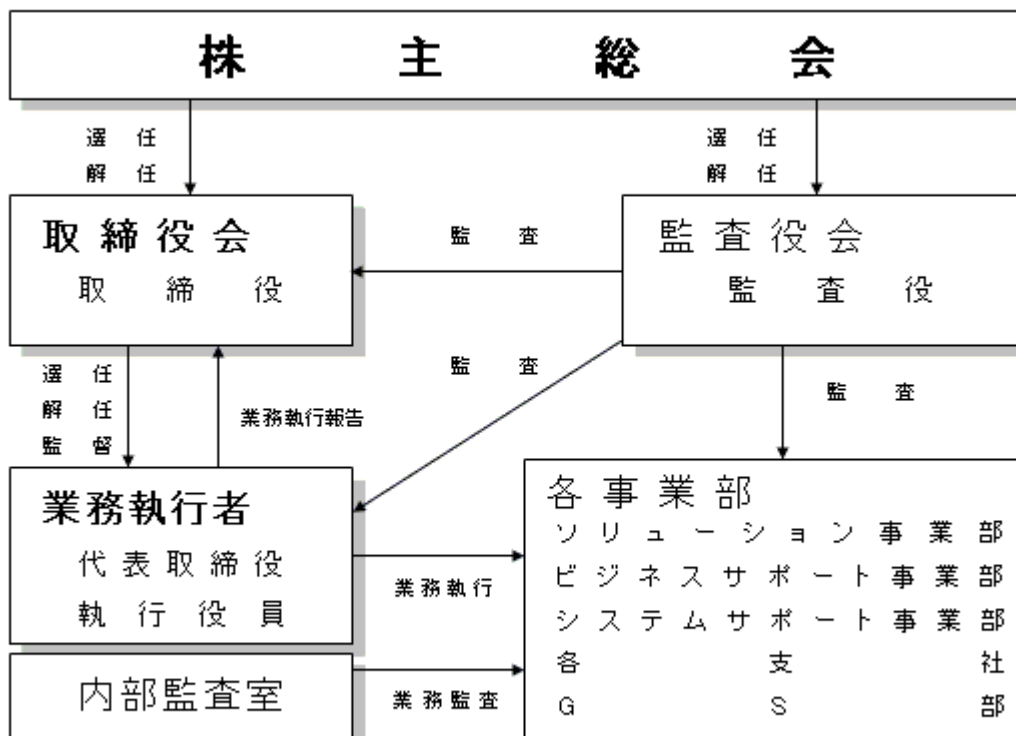 株主総会
選任
解任
選任
解任
取締役会
取締役
監査
監査役会
監査役
選任
解任
監督
業務執行報告
監査
監査
業務執行者
代表取締役
執行役員
業務執行
各事業部
ソリューション事業部
ビジネスサポート事業部
システムサポート事業部
各支社
GS部
内部監査室
業務監査